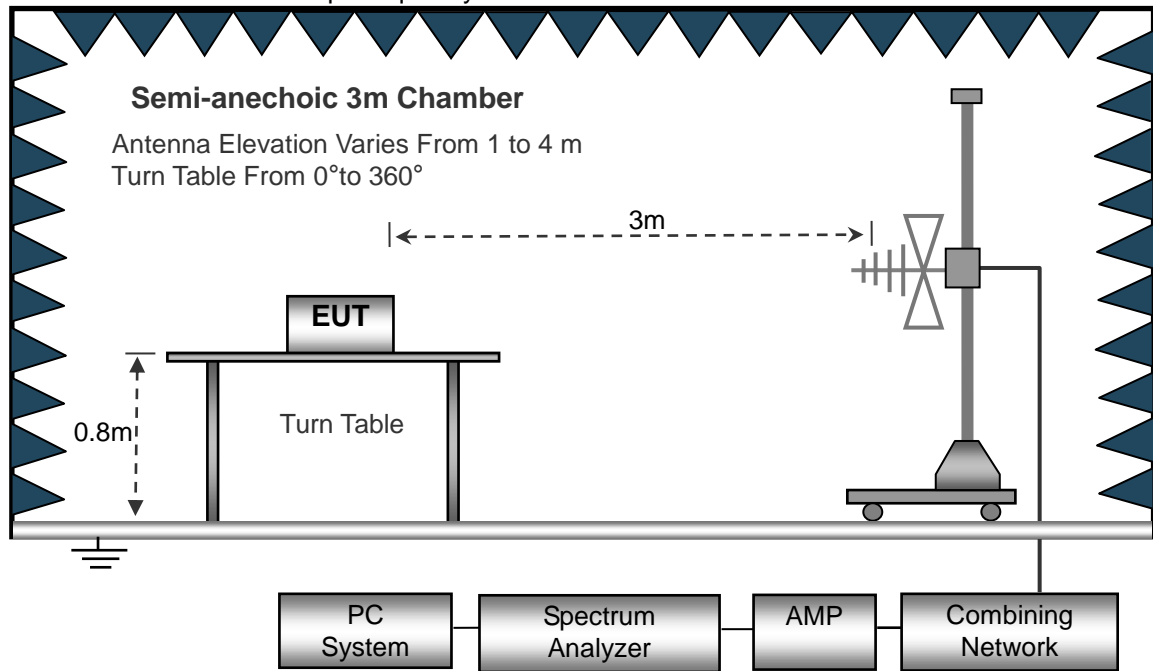 Semi-anechoic 3m Chamber
Antenna Elevation Varies From 1 to 4 m
Turn Table From 0°to 360°
3m
EUT
0.8m
Turn Table
PC
System
Spectrum
Analyzer
AMP
Combining
Network